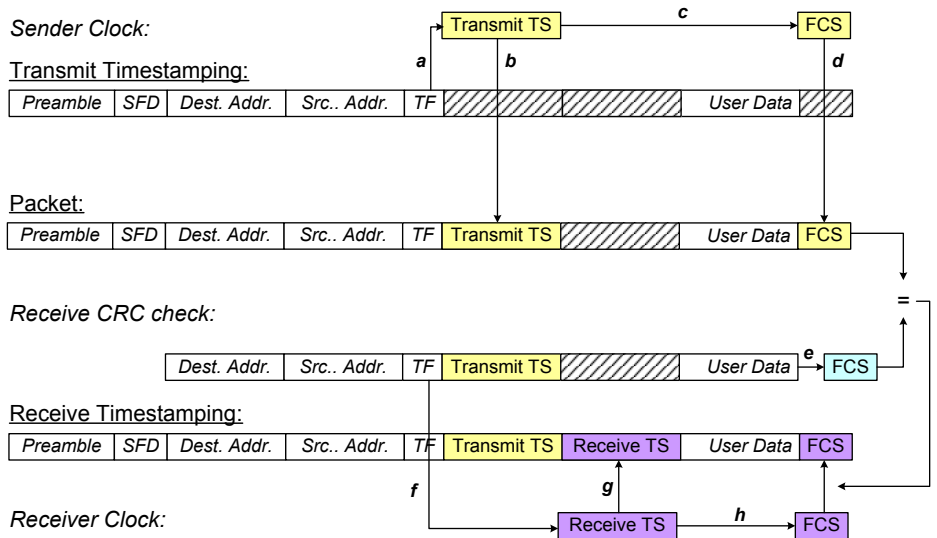 Sender Clock:
Transmit TS
c
FCS
a
b
d
Transmit Timestamping:
Preamble SFD Dest. Addr. Src.. Addr. TF User Data
Packet:
Preamble SFD Dest. Addr. Src.. Addr. TF Transmit TS User Data FCS
=
Receive CRC check:
Dest. Addr. Src.. Addr. TF Transmit TS User Data
e
FCS
Receive Timestamping:
Preamble SFD Dest. Addr. Src.. Addr. TF Transmit TS Receive TS User Data FCS
f
g
Receiver Clock:
Receive TS
h
FCS